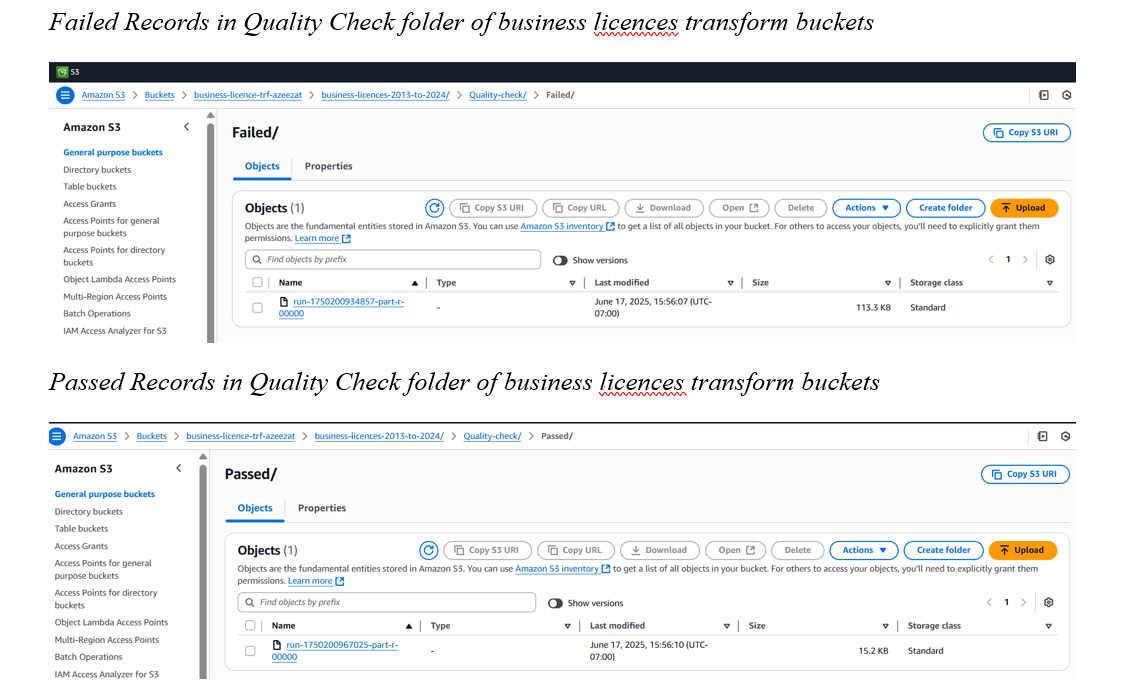 Failed Records in Quality Check folder of business licences transform buckets
S3
Amazon S3 > Buckets > business-licence-trf-azeezat > business-licences-2013-to-2024/ > Quality-check/ > Failed/
Amazon S3
General purpose buckets
Directory buckets
Table buckets
Access Grants
Access Points for general
purpose buckets
Access Points for directory
buckets
Object Lambda Access Points
Multi-Region Access Points
Batch Operations
IAM Access Analyzer for S3
Failed/
Copy S3 URI
Objects Properties
Objects (1)
Copy S3 URI Copy URL Download Open Delete Actions Create folder Upload
Objects are the fundamental entities stored in Amazon S3. You can use Amazon S3 inventory to get a list of all objects in your bucket. For others to access your objects, you'll need to explicitly grant them
permissions. Learn more
Find objects by prefix Show versions 1
Name Type Last modified Size Storage class
run-1750200934857-part-r-
00000
-
June 17, 2025, 15:56:07 (UTC-
07:00)
113.3 KB
Standard
Passed Records in Quality Check folder of business licences transform buckets
Amazon S3 > Buckets > business-licence-trf-azeezat > business-licences-2013-to-2024/ > Quality-check/ > Passed/
Amazon S3
General purpose buckets
Directory buckets
Table buckets
Access Grants
Access Points for general
purpose buckets
Access Points for directory
buckets
Object Lambda Access Points
Multi-Region Access Points
Batch Operations
IAM Access Analyzer for S3
Passed/
Copy S3 URI
Objects Properties
Objects (1)
Copy S3 URI Copy URL Download Open Delete Actions Create folder Upload
Objects are the fundamental entities stored in Amazon S3. You can use Amazon S3 inventory to get a list of all objects in your bucket. For others to access your objects, you'll need to explicitly grant them
permissions. Learn more
Find objects by prefix Show versions 1
Name Type Last modified Size Storage class
run-1750200967025-part-r-
00000
-
June 17, 2025, 15:56:10 (UTC-
07:00)
15.2 KB
Standard